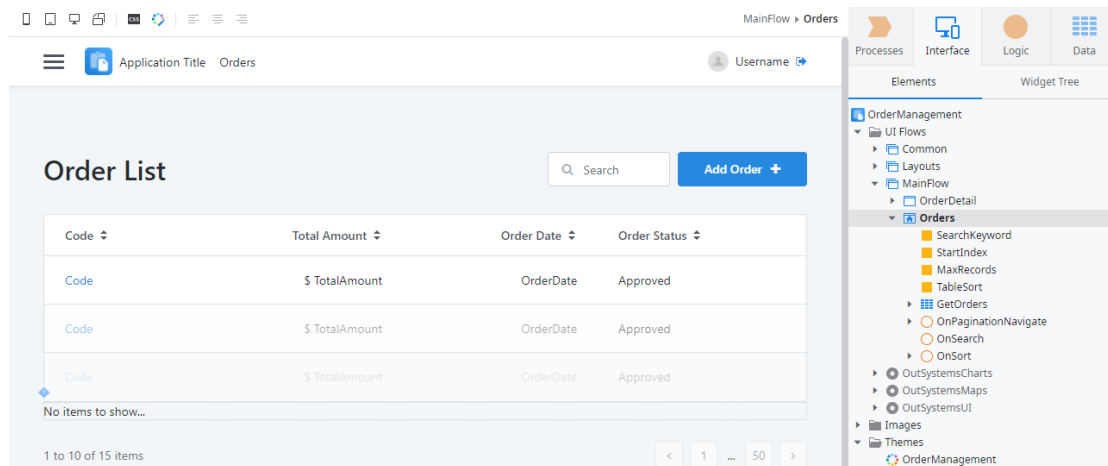 CSS
MainFlow ▸ Orders
Application Title Orders
Username
Order List
Search
Add Order +
Code Total Amount Order Date Order Status
Code $ TotalAmount OrderDate Approved
Code $ TotalAmount OrderDate Approved
Code $ TotalAmount OrderDate Approved
No items to show...
1 to 10 of 15 items
< 1 ... 50 >
Processes Interface Logic Data
Elements Widget Tree
OrderManagement
UI Flows
Common
Layouts
MainFlow
OrderDetail
Orders
SearchKeyword
StartIndex
MaxRecords
TableSort
GetOrders
OnPaginationNavigate
OnSearch
OnSort
OutSystemsCharts
OutSystemsMaps
OutSystemsUI
Images
Themes
OrderManagement